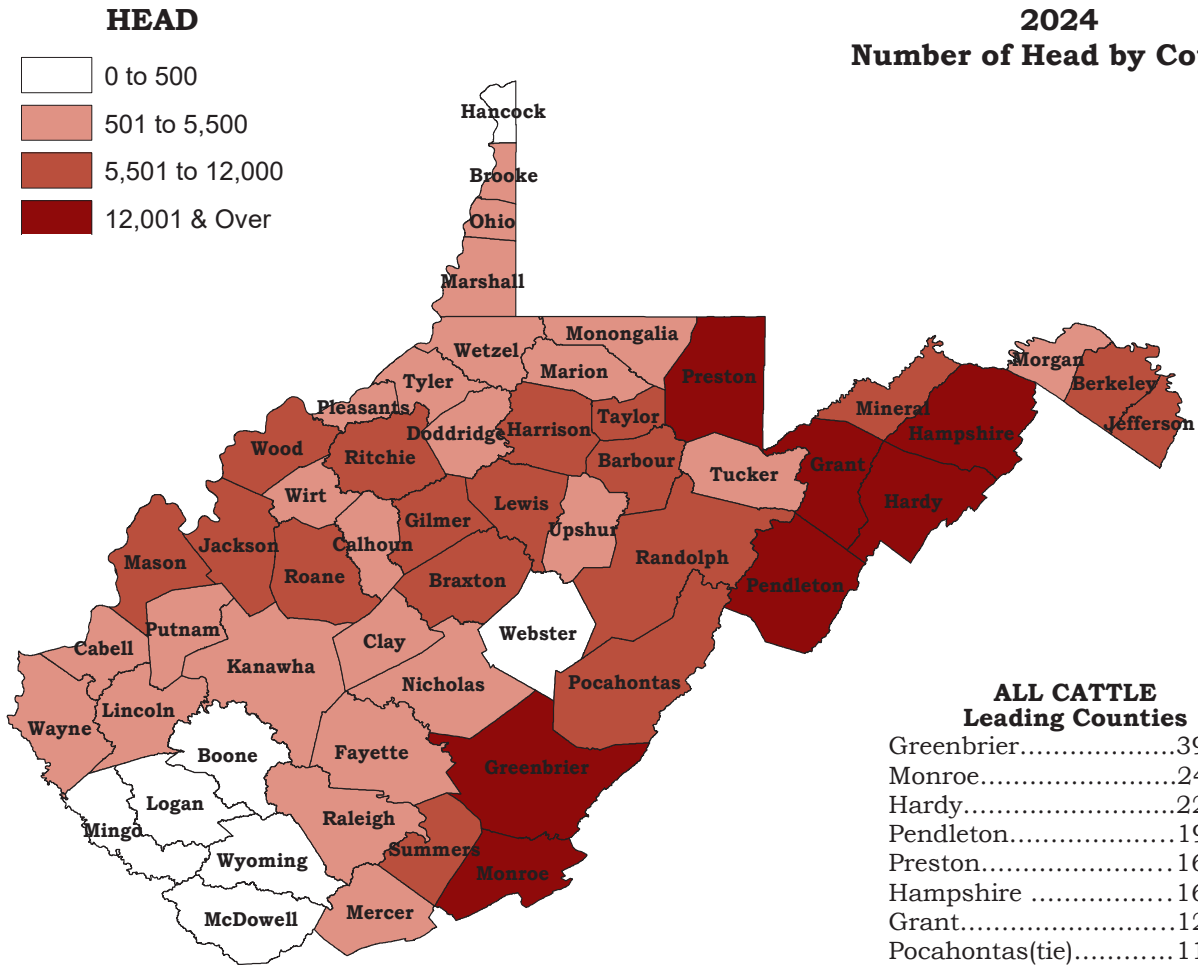 HEAD
0 to 500
501 to 5,500
5,501 to 12,000
12,001 & Over
2024
Number of Head by Cou
Hancock
Brooke
Ohio
Marshall
Wetzel
Monongalia
Marion
Preston
Tyler
Pleasants
Doddridge
Harrison
Taylor
Morgan
Berkeley
Jefferson
Mineral
Hampshire
Wood
Ritchie
Barbour
Tucker
Grant
Hardy
Wirt
Lewis
Gilmer
Upshur
Calhoun
Jackson
Mason
Roane
Braxton
Randolph
Pendleton
Putnam
Cabell
Clay
Webster
Kanawha
Nicholas
Pocahontas
Wayne
Lincoln
Boone
Fayette
Greenbrier
Logan
Mingo
Raleigh
Wyoming
Summers
Monroe
McDowell
Mercer
ALL CATTLE
Leading Counties
Greenbrier....................39
Monroe.........................24
Hardy...........................22
Pendleton.....................19
Preston.........................16
Hampshire ...................16
Grant............................12
Pocahontas(tie).............11